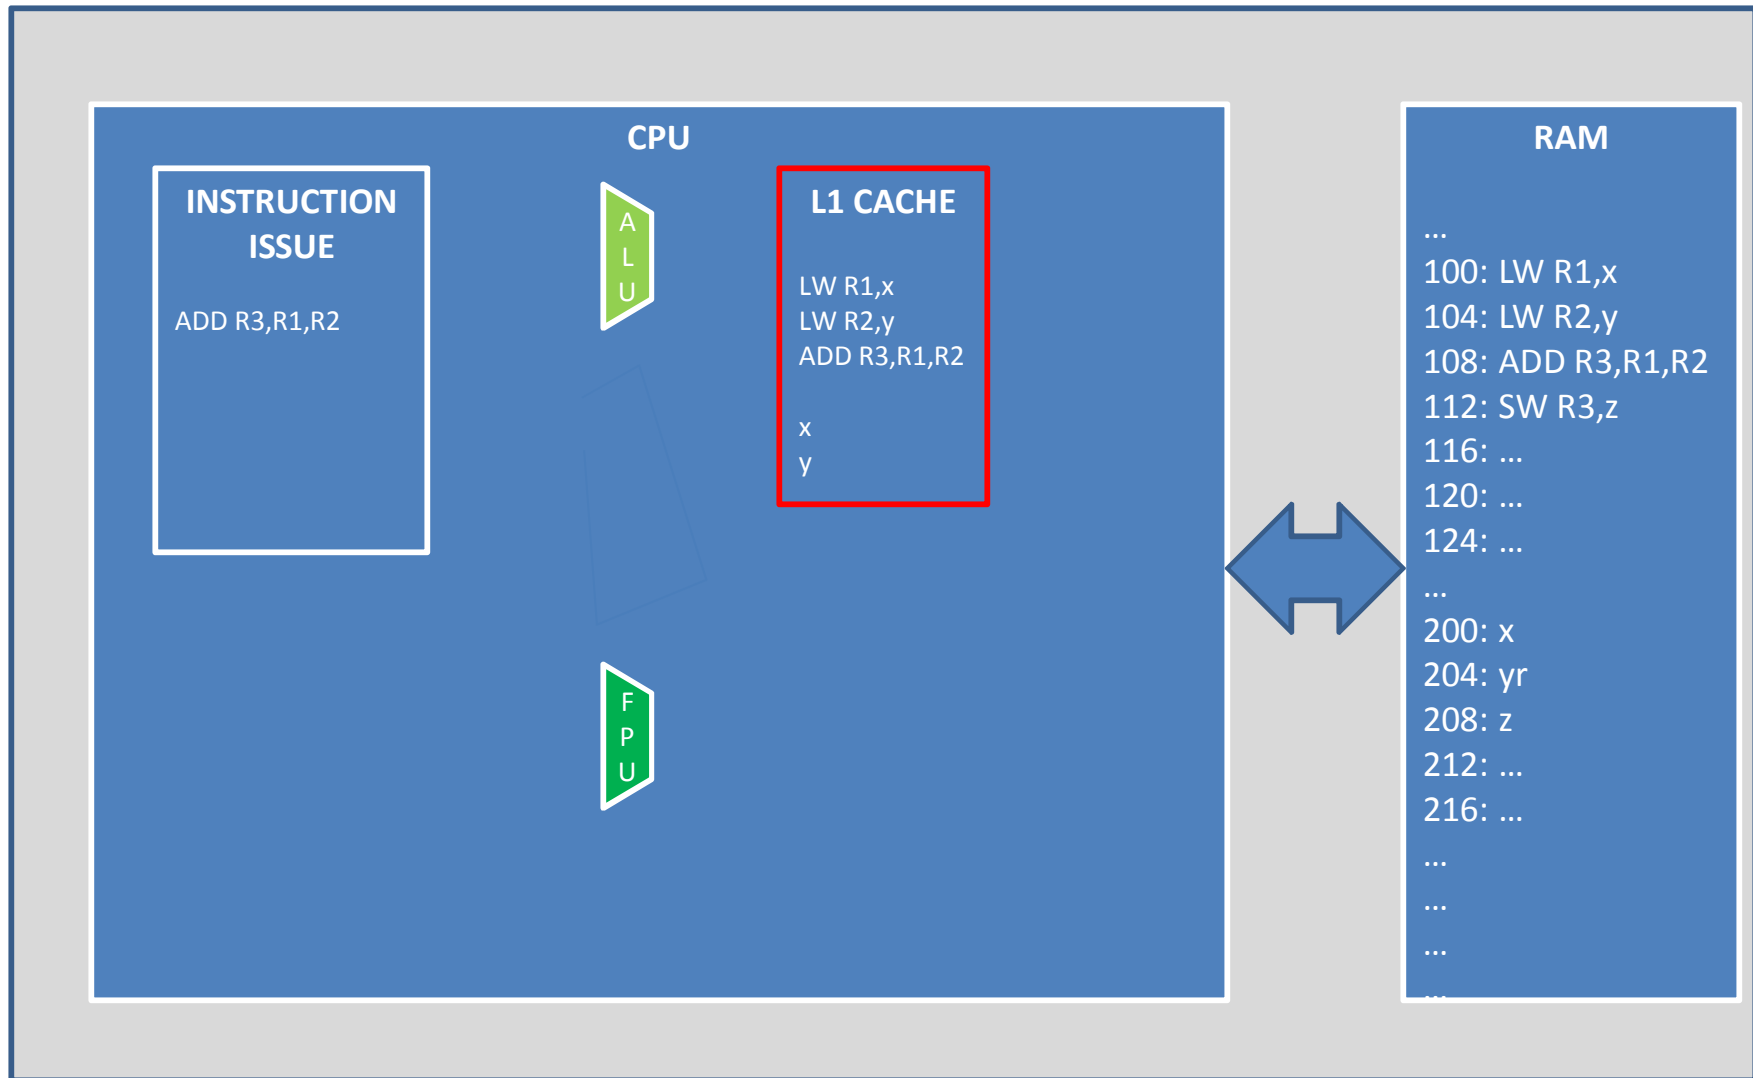 CPU
INSTRUCTION
ISSUE
ADD R3,R1,R2
A
L
U
F
P
U
L1 CACHE
LW R1,x
LW R2,y
ADD R3,R1,R2
x
y
RAM
...
100: LW R1,x
104: LW R2,y
108: ADD R3,R1,R2
112: SW R3,z
116: ...
120: ...
124: ...
...
200: x
204: yr
208: z
212: ...
216: ...
...
...
...
...